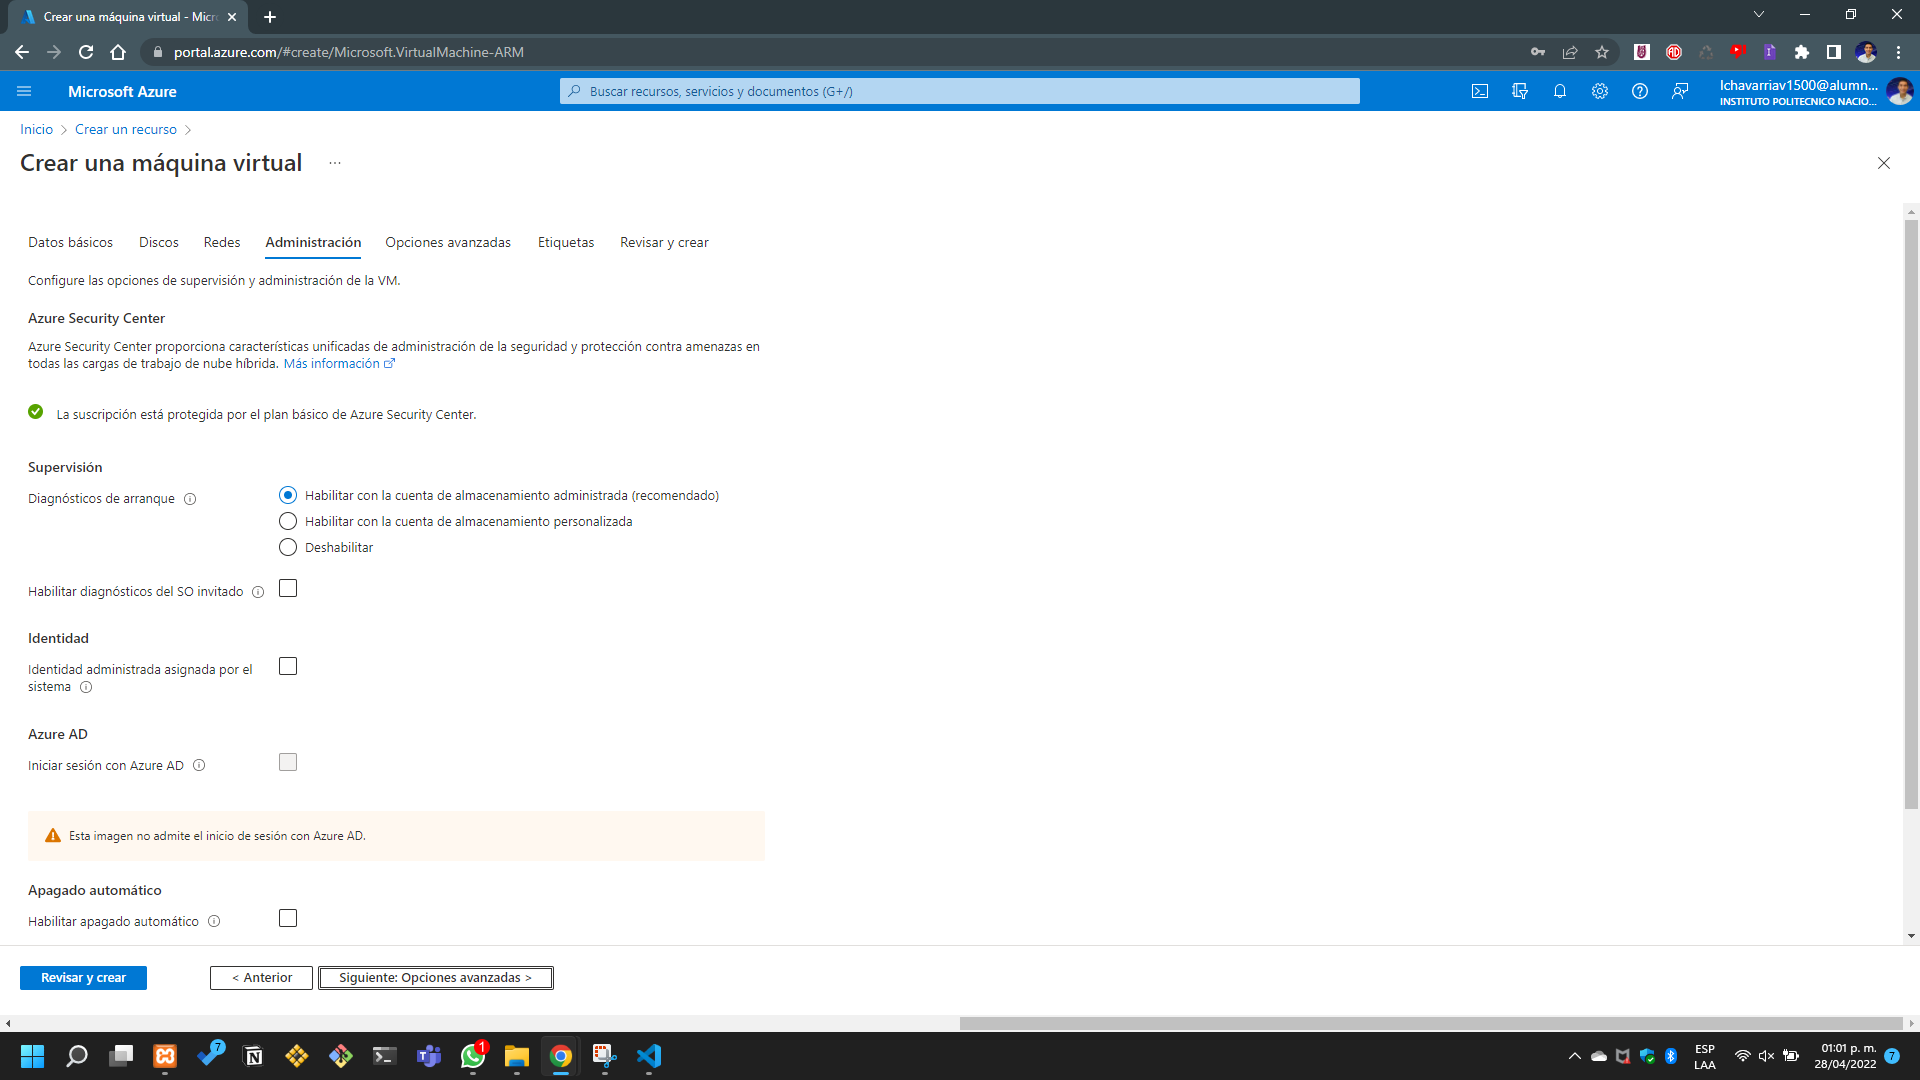 Crear una máquina virtual - Micr
portal.azure.com/#create/Microsoft.VirtualMachine-ARM
Microsoft Azure
Buscar recursos, servicios y documentos (G+/)
lchavarriav1500@alumn...
INSTITUTO POLITECNICO NACIO...
Inicio > Crear un recurso >
Crear una máquina virtual ...
Datos básicos Discos Redes Administración Opciones avanzadas Etiquetas Revisar y crear
Configure las opciones de supervisión y administración de la VM.
Azure Security Center
Azure Security Center proporciona características unificadas de administración de la seguridad y protección contra amenazas en
todas las cargas de trabajo de nube híbrida. Más información
La suscripción está protegida por el plan básico de Azure Security Center.
Supervisión
Diagnósticos de arranque
Habilitar con la cuenta de almacenamiento administrada (recomendado)
Habilitar con la cuenta de almacenamiento personalizada
Deshabilitar
Habilitar diagnósticos del SO invitado
Identidad
Identidad administrada asignada por el
sistema
Azure AD
Iniciar sesión con Azure AD
Esta imagen no admite el inicio de sesión con Azure AD.
Apagado automático
Habilitar apagado automático
Revisar y crear
< Anterior
Siguiente: Opciones avanzadas >
7
1
ESP
LAA
01:01 p. m.
28/04/2022
7